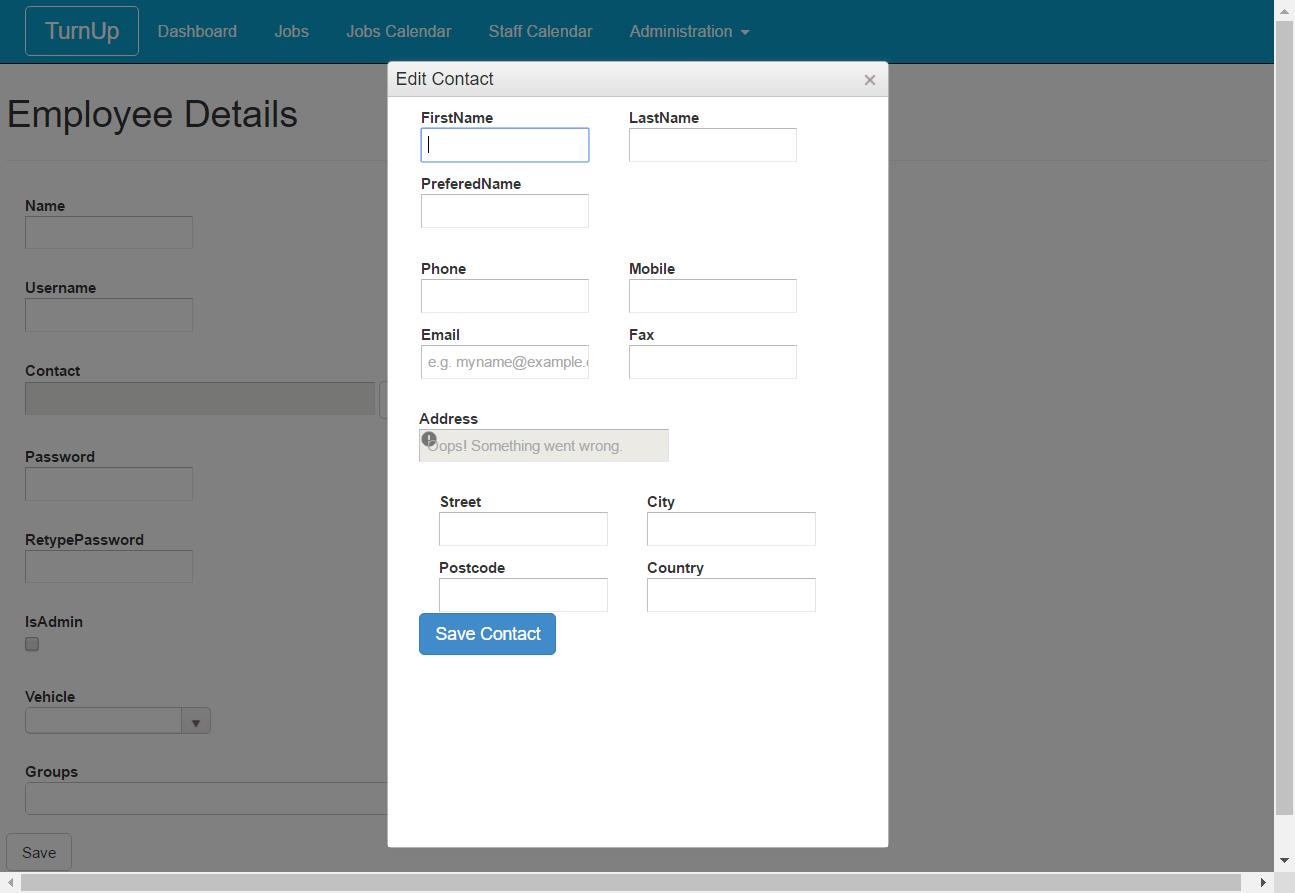 TurnUp Dashboard Jobs Jobs Calendar Staff Calendar Administration
Employee Details
Name
Username
Contact
Password
RetypePassword
IsAdmin
Vehicle
Groups
Save
Edit Contact ×
FirstName LastName
PreferedName
Phone Mobile
Email Fax
e.g. myname@example.
Address
Oops! Something went wrong.
Street City
Postcode Country
Save Contact